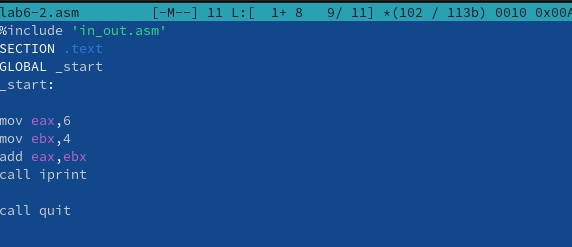 lab6-2.asm [-M--] 11 L:[ 1+ 8 9/ 11] *(102 / 113b) 0010 0x00A
%include 'in_out.asm'
SECTION .text
GLOBAL _start
_start:
mov eax,6
mov ebx,4
add eax,ebx
call iprint
call quit